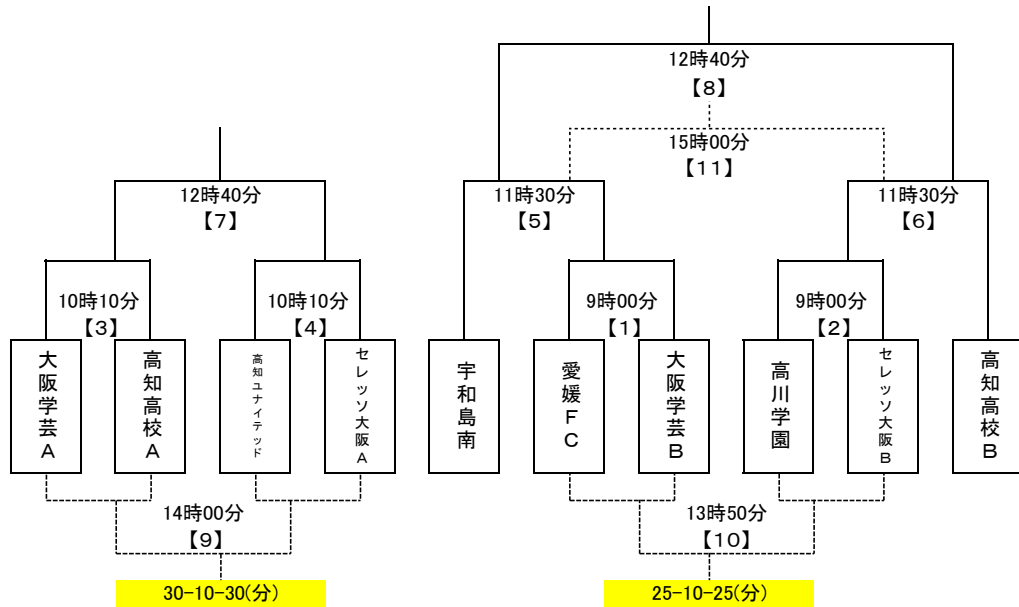 12時40分
【8】
15時00分
【11】
12時40分
【7】
11時30分
【5】
11時30分
【6】
10時10分
【3】
10時10分
【4】
9時00分
【1】
9時00分
【2】
大阪学芸A
高知高校A
高知ユナイテッド
セレッソ大阪A
宇和島南
愛媛FC
大阪学芸B
高川学園
セレッソ大阪B
高知高校B
14時00分
【9】
13時50分
【10】
30-10-30(分)
25-10-25(分)